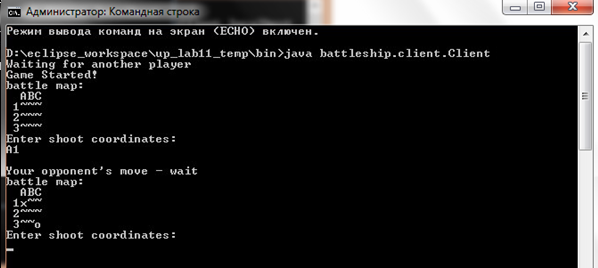 Администратор: Командная строка
Режим вывода команд на экран (ECHO) включен.
D:\eclipse_workspace\up_lab11_temp\bin>java battleship.client.Client
Waiting for another player
Game Started!
battle map:
  ABC
 1~~~
 2~~~
 3~~~
Enter shoot coordinates:
A1
Your opponent's move - wait
battle map:
  ABC
 1x~~
 2~~~
 3~~o
Enter shoot coordinates: